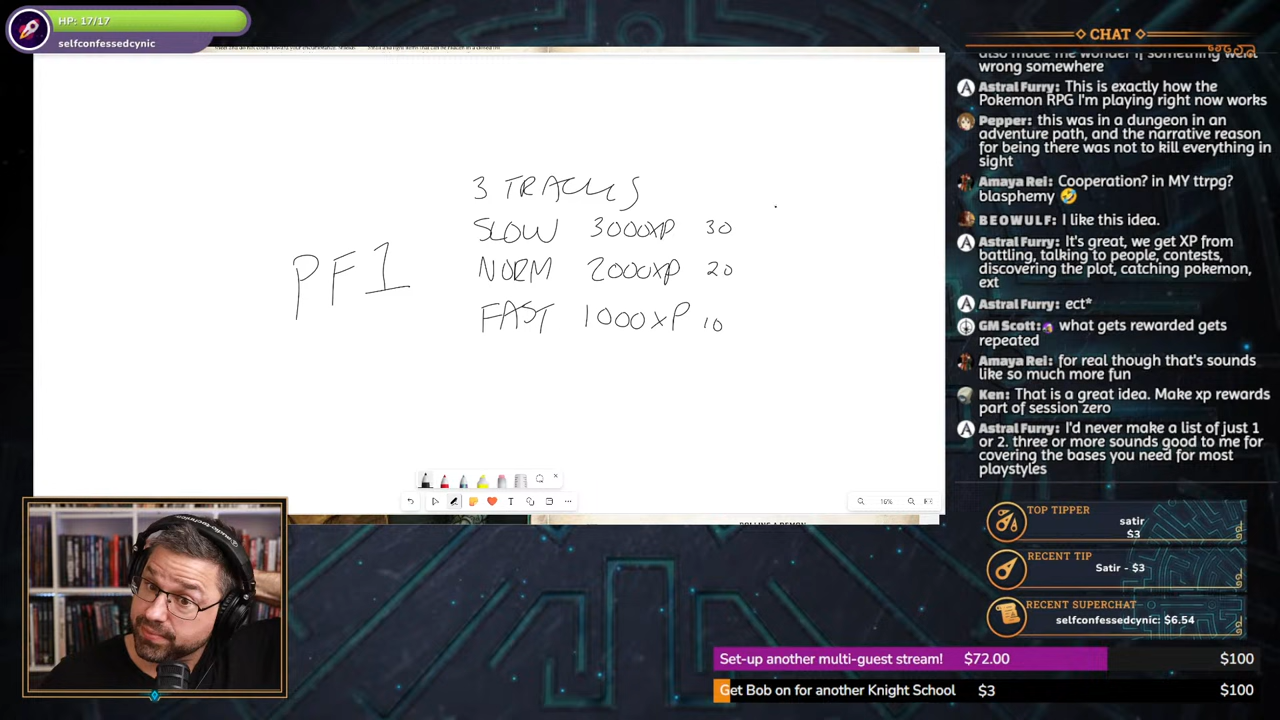 HP: 17/17
selfconfessedcynic
3 TRACKS
SLOW 3000XP 30
NORM 2000XP 20
FAST 1000XP 10
PF1
16%
CHAT
wrong somewhere
Astral Furry: This is exactly how the
Pokemon RPG I'm playing right now works
Pepper: this was in a dungeon in an
adventure path, and the narrative reason
for being there was not to kill everything in
sight
Amaya Rei: Cooperation? in MY ttrpg?
blasphemy 🤣
BEOWULF: I like this idea.
Astral Furry: It's great, we get XP from
battling, talking to people, contests,
discovering the plot, catching pokemon,
ext
Astral Furry: ect*
GM Scott: what gets rewarded gets
repeated
Amaya Rei: for real though that's sounds
like so much more fun
Ken: That is a great idea. Make xp rewards
part of session zero
Astral Furry: I'd never make a list of just 1
or 2. three or more sounds good to me for
covering the bases you need for most
playstyles
TOP TIPPER
satir
$3
RECENT TIP
Satir - $3
RECENT SUPERCHAT
selfconfessedcynic: $6.54
Set-up another multi-guest stream! $72.00 $100
Get Bob on for another Knight School $3 $100